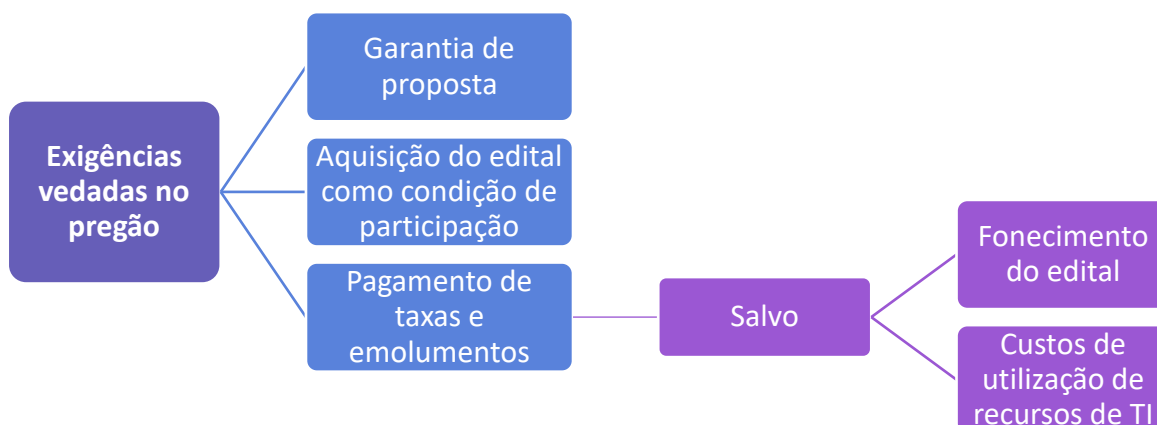 Exigências
vedadas no
pregão
Garantia de
proposta
Aquisição do edital
como condição de
participação
Pagamento de
taxas e
emolumentos
Salvo
Fonecimento
do edital
Custos de
utilização de
recursos de TI